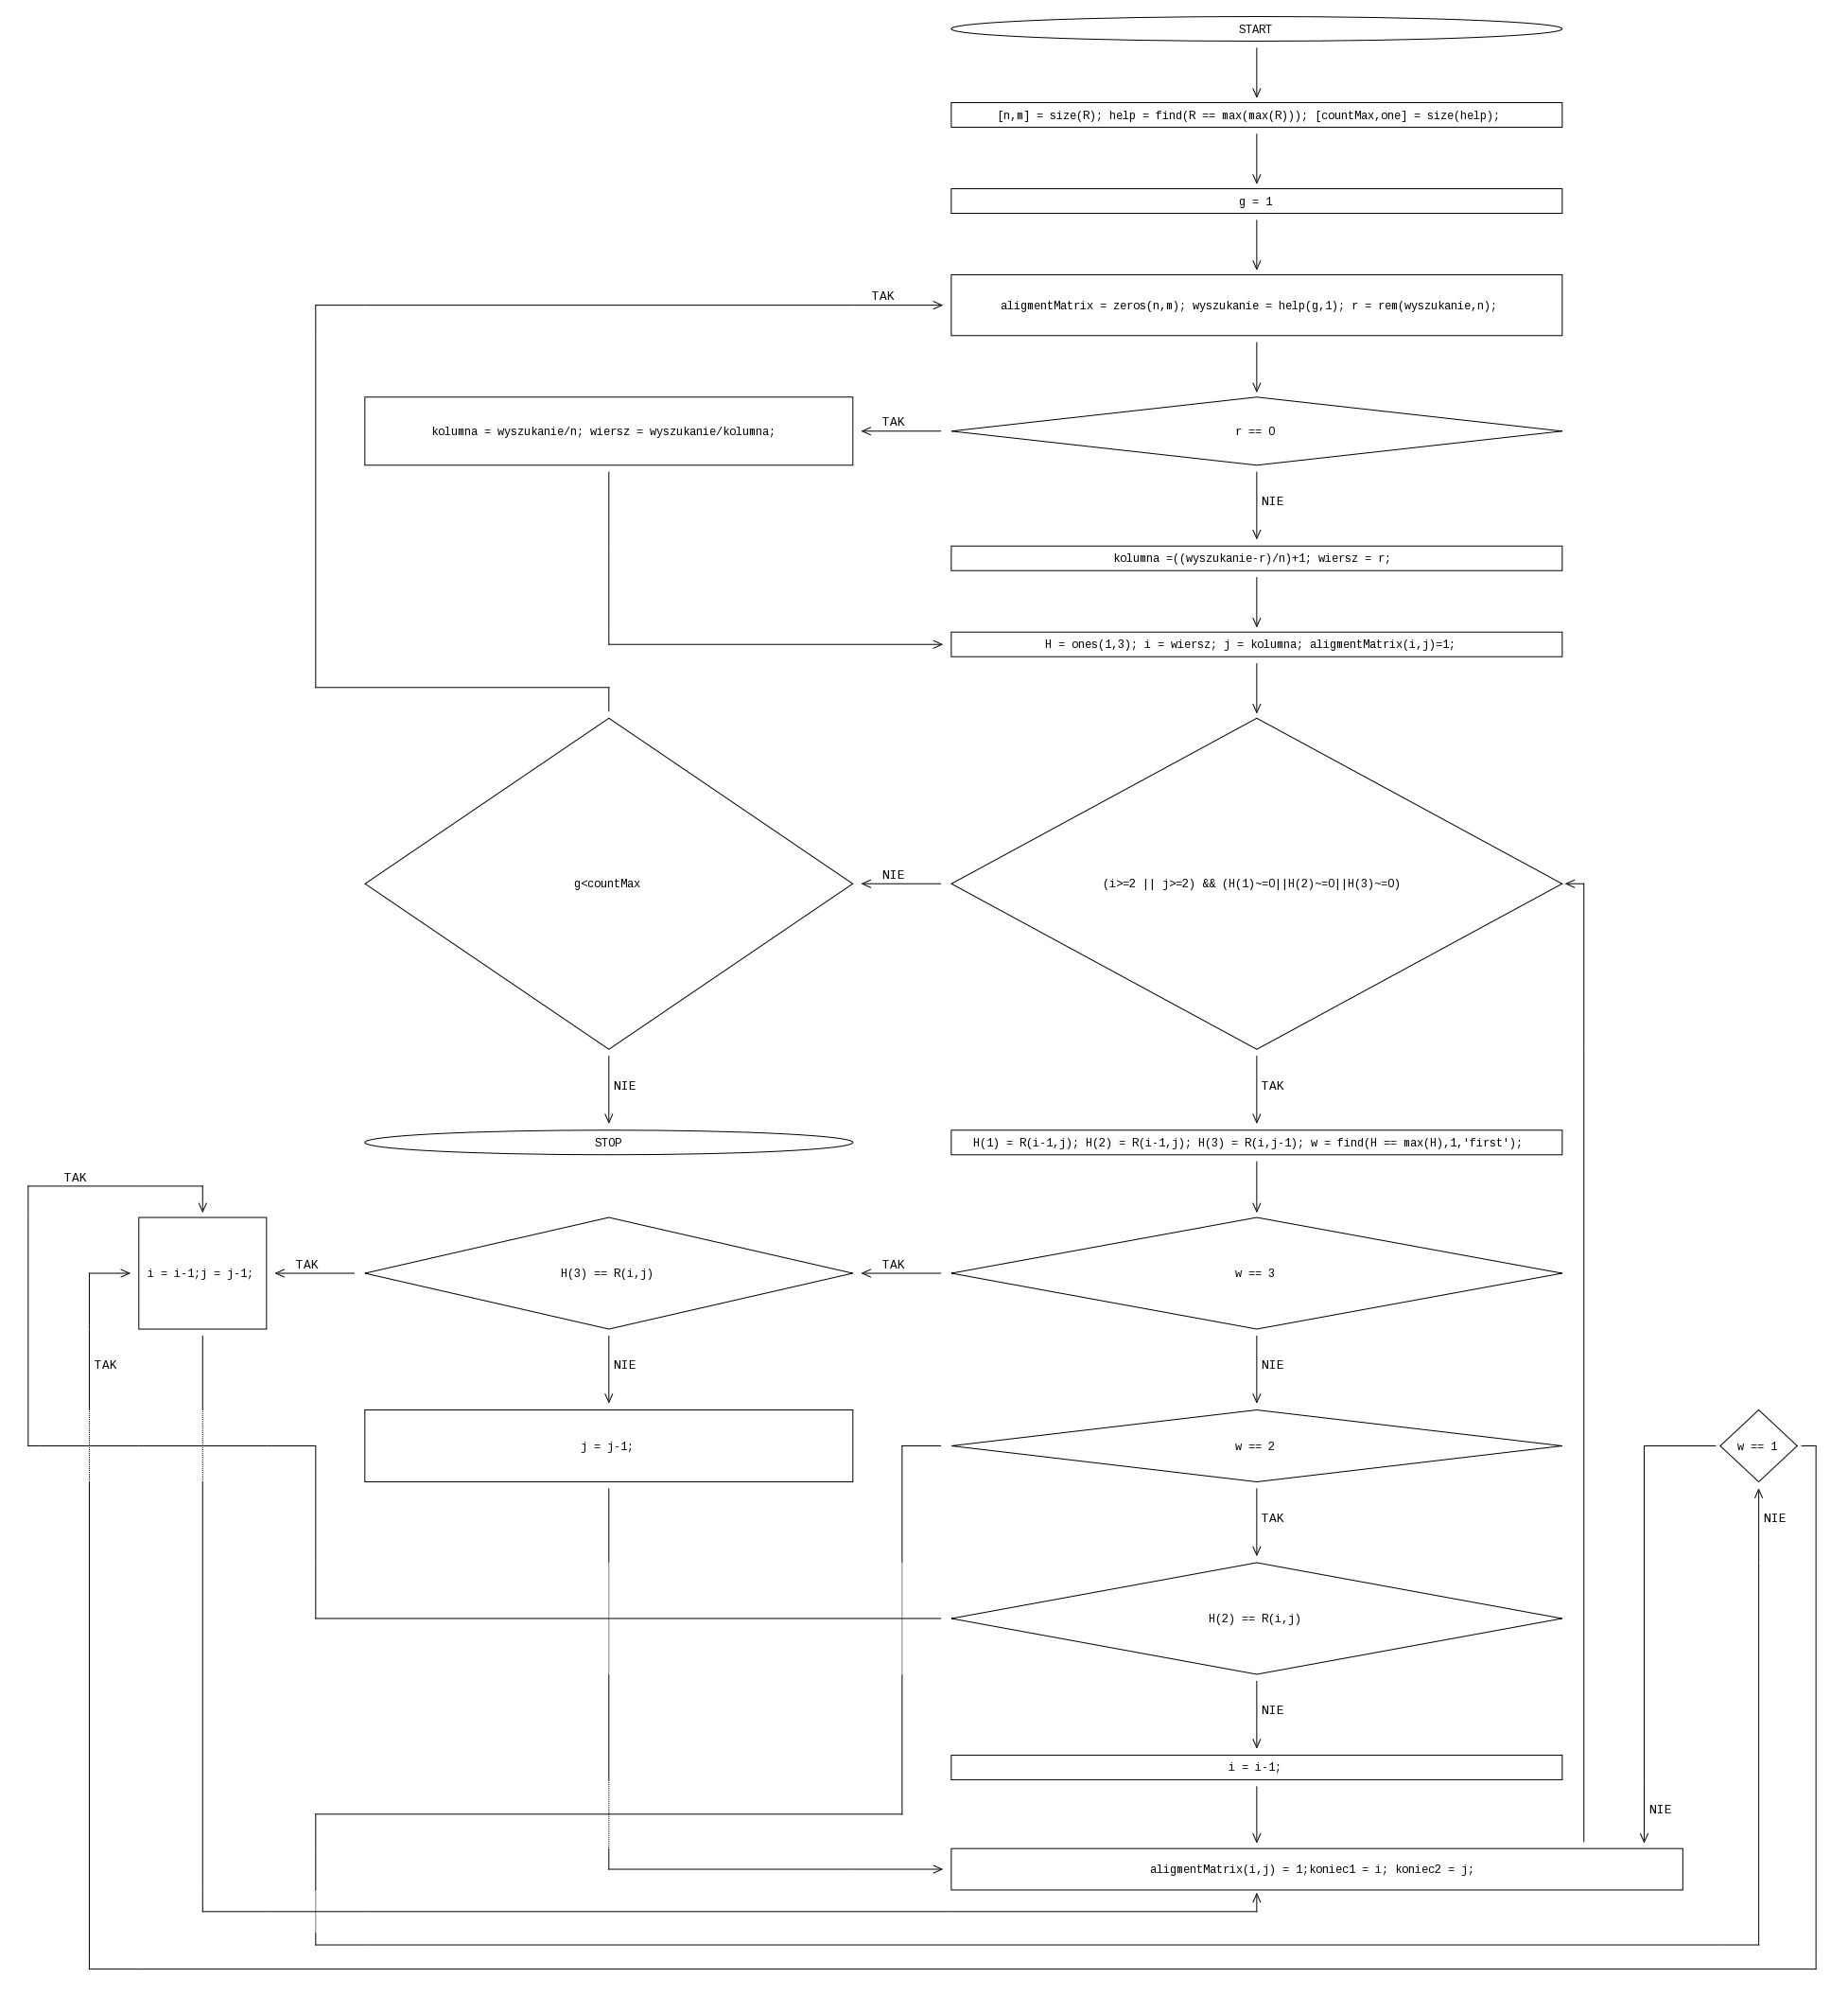 START
[n,m] = size(R); help = find(R == max(max(R))); [countMax,one] = size(help);
g = 1
TAK
aligmentMatrix = zeros(n,m); wyszukanie = help(g,1); r = rem(wyszukanie,n);
kolumna = wyszukanie/n; wiersz = wyszukanie/kolumna;
TAK
r == 0
NIE
kolumna =((wyszukanie-r)/n)+1; wiersz = r;
H = ones(1,3); i = wiersz; j = kolumna; aligmentMatrix(i,j)=1;
g<countMax
NIE
(i>=2 || j>=2) && (H(1)~=0||H(2)~=0||H(3)~=0)
NIE
TAK
STOP
H(1) = R(i-1,j); H(2) = R(i-1,j); H(3) = R(i,j-1); w = find(H == max(H),1,'first');
TAK
i = i-1;j = j-1;
TAK
H(3) == R(i,j)
TAK
w == 3
TAK
NIE
NIE
j = j-1;
w == 2
w == 1
TAK
NIE
H(2) == R(i,j)
NIE
i = i-1;
NIE
aligmentMatrix(i,j) = 1;koniec1 = i; koniec2 = j;